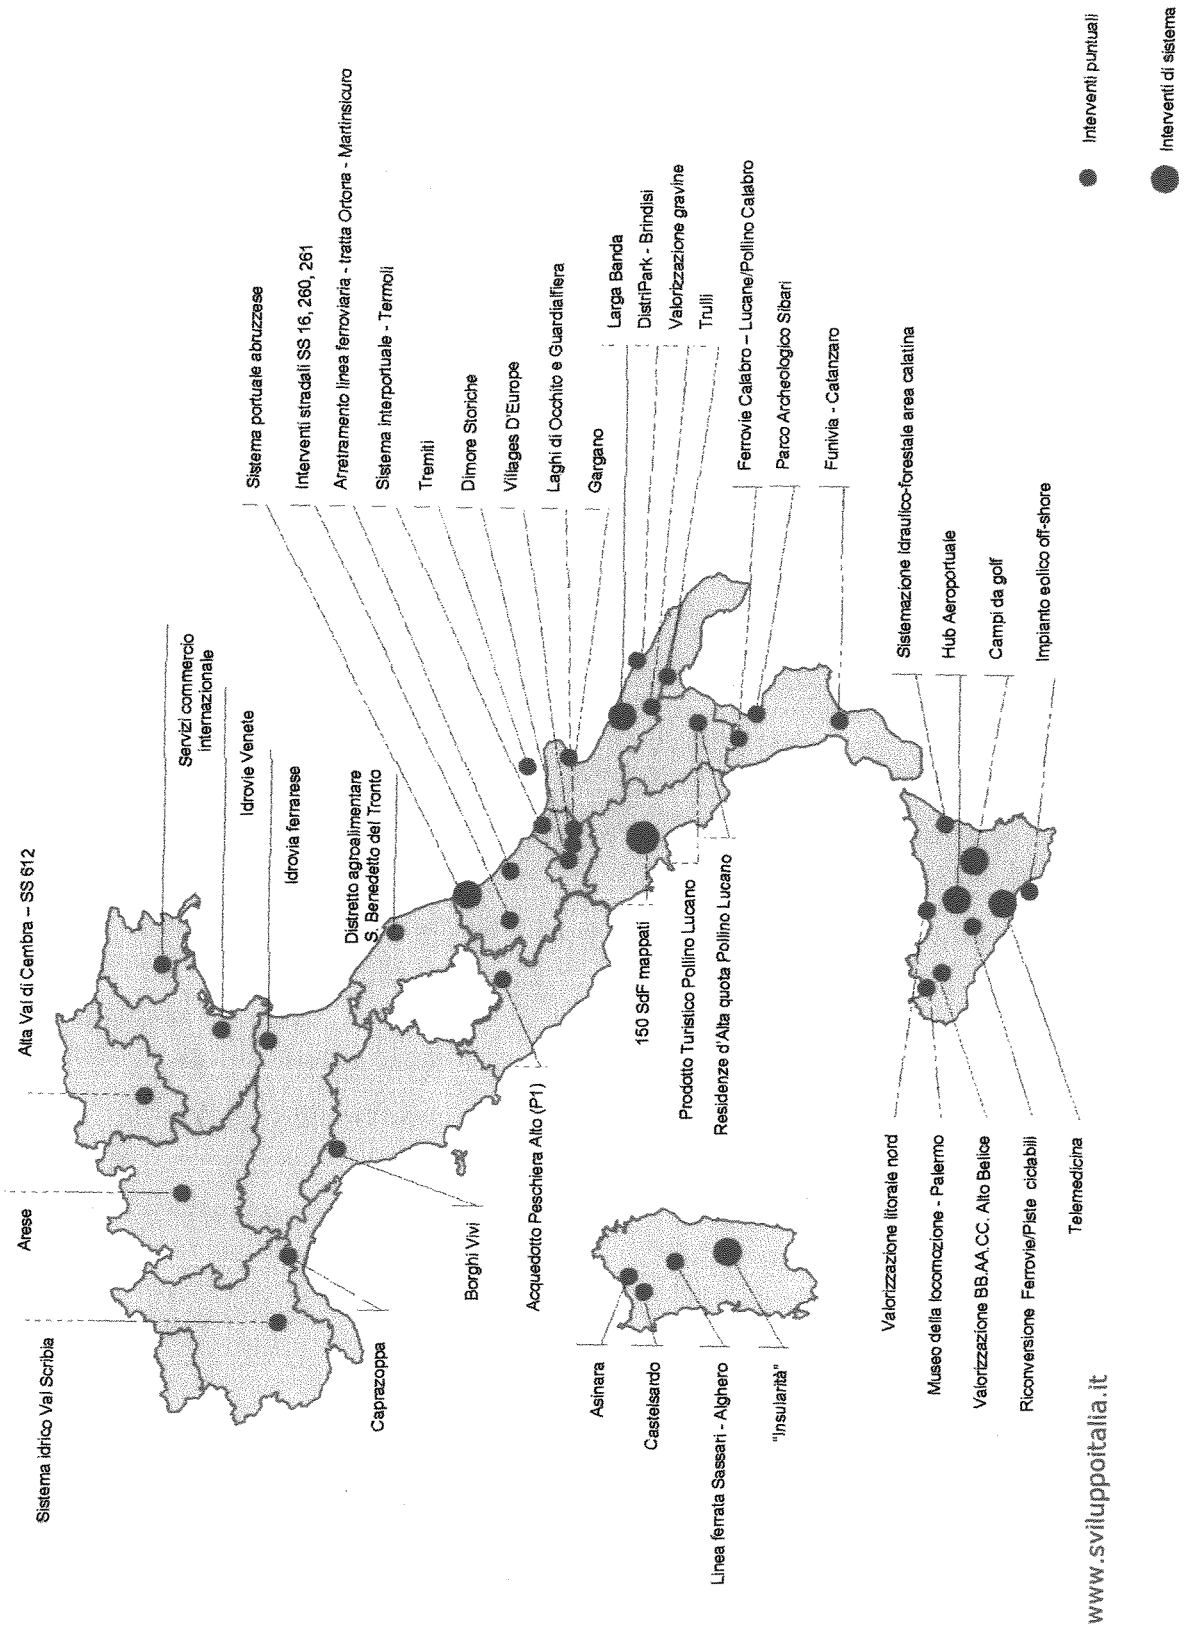 Sistema idrico Val Scribia
Arese
Alta Val di Cembra – SS 612
Servizi commercio
internazionale
Idrovie Venete
Idrovia ferrarese
Distretto agroalimentare
S. Benedetto del Tronto
Sistema portuale abruzzese
Interventi stradali SS 16, 260, 261
Arretramento linea ferroviaria - tratta Ortona - Martinsicuro
Sistema interportuale - Termoli
Tremiti
Dimore Storiche
Villages D'Europe
Laghi di Occhito e Guardialfiera
Gargano
Larga Banda
DistriPark - Brindisi
Valorizzazione gravine
Trulli
Ferrovie Calabro – Lucane/Pollino Calabro
Parco Archeologico Sibari
Funivia - Catanzaro
Sistemazione Idraulico-forestale area calatina
Hub Aeroportuale
Campi da golf
Impianto eolico off-shore
Caprazoppa
Borghi Vivi
Acquedotto Peschiera Alto (P1)
150 SdF mappati
Prodotto Turistico Pollino Lucano
Residenze d'Alta quota Pollino Lucano
Asinara
Castelsardo
Linea ferrata Sassari - Alghero
"Insularità"
Valorizzazione litorale nord
Museo della locomozione - Palermo
Valorizzazione BB.AA.CC. Alto Belice
Riconversione Ferrovie/Piste ciclabili
Telemedicina
Interventi puntuali
Interventi di sistema
www.sviluppoitalia.it